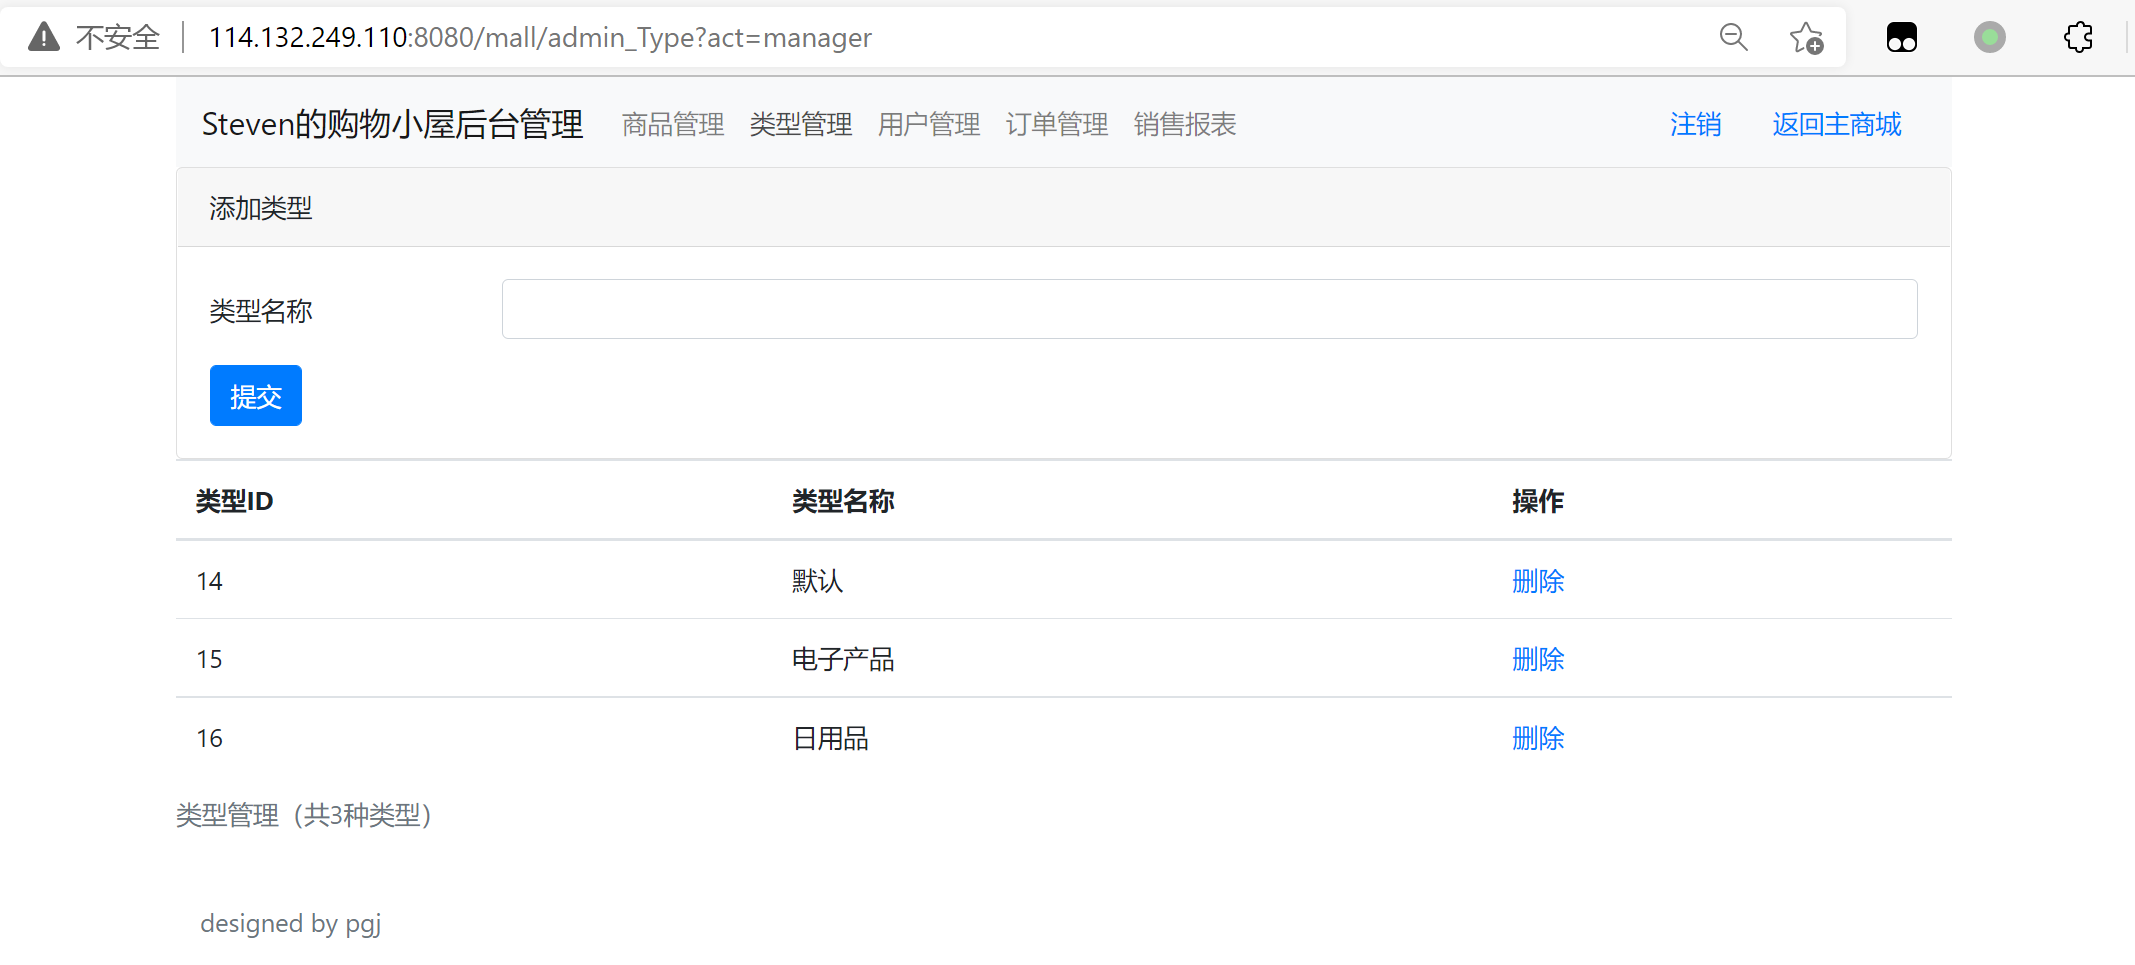 不安全 114.132.249.110:8080/mall/admin_Type?act=manager
Steven的购物小屋后台管理 商品管理 类型管理 用户管理 订单管理 销售报表 注销 返回主商城
添加类型
类型名称
提交
类型ID 类型名称 操作
14 默认 删除
15 电子产品 删除
16 日用品 删除
类型管理（共3种类型）
designed by pgj